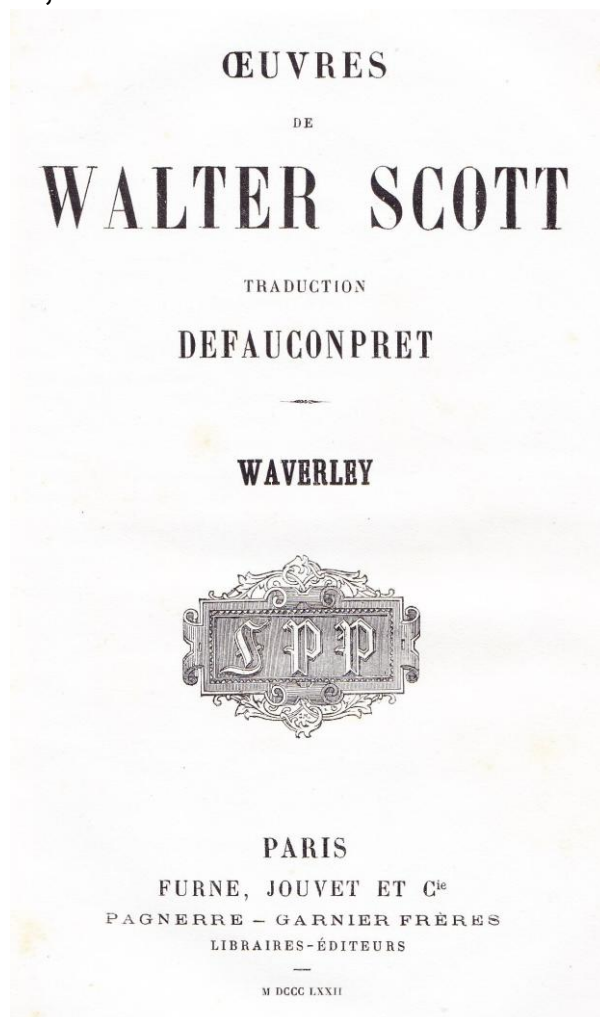 ŒUVRES
DE
WALTER SCOTT
TRADUCTION
DEFAUCONPRET
WAVERLEY
PARIS
FURNE, JOUVET ET Cie
PAGNERRE – GARNIER FRÈRES
LIBRAIRES-ÉDITEURS
M DCCC LXXII